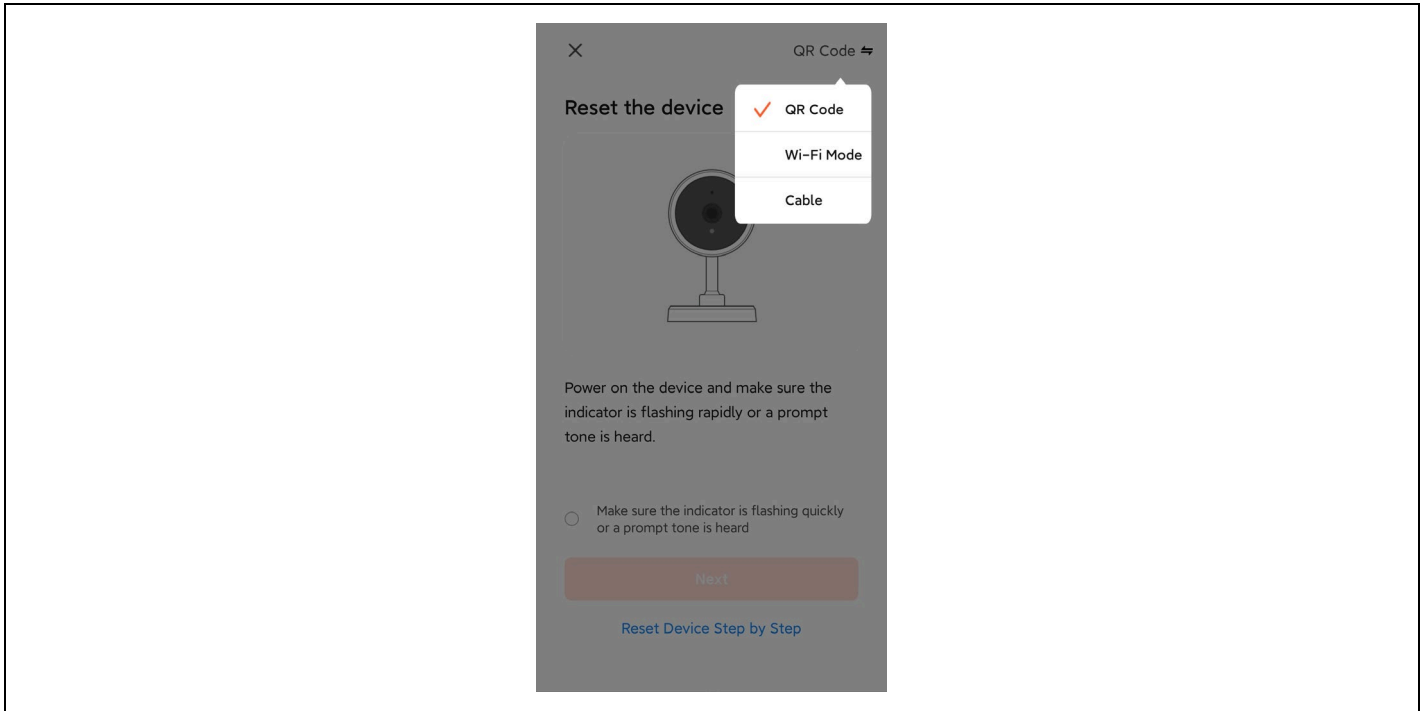 QR Code
Reset the device
QR Code
Wi-Fi Mode
Cable
Power on the device and make sure the
indicator is flashing rapidly or a prompt
tone is heard.
Make sure the indicator is flashing quickly
or a prompt tone is heard
Next
Reset Device Step by Step